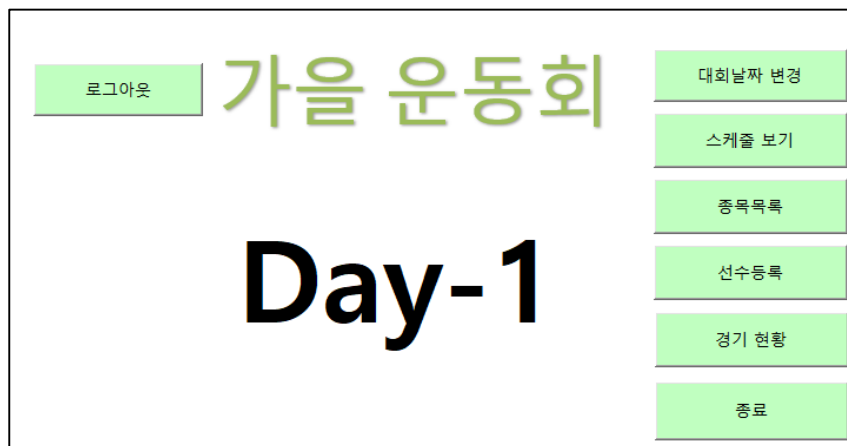 로그아웃
가을 운동회
대회날짜 변경
스케줄 보기
종목목록
Day-1
선수등록
경기 현황
종료